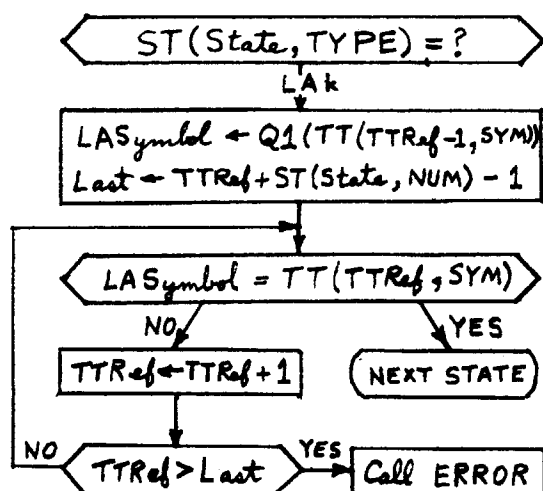 ST(State, TYPE) = ?
LAk
LASymbol ← Q1(TT(TTRef-1, SYM))
Last ← TTRef + ST(State, NUM) - 1
LASymbol = TT(TTRef, SYM)
NO
YES
TTRef ← TTRef + 1
NEXT STATE
NO
TTRef > Last
YES
Call ERROR